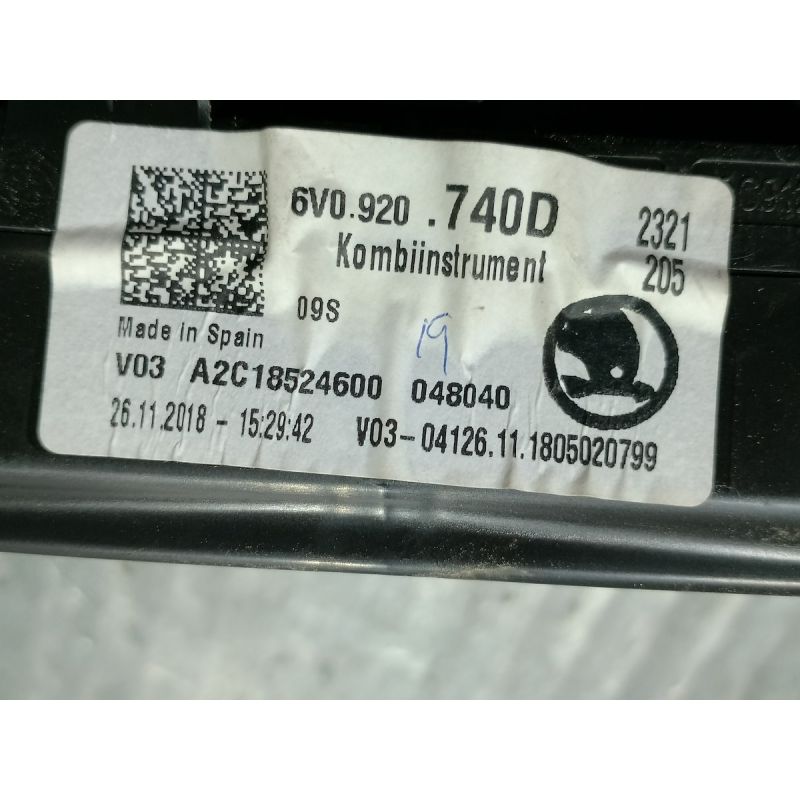 6V0.920 .740D 2321
Kombiinstrument 205
09S
19
Made in Spain
V03 A2C18524600 048040
26.11.2018 - 15:29:42 V03-04126.11.1805020799